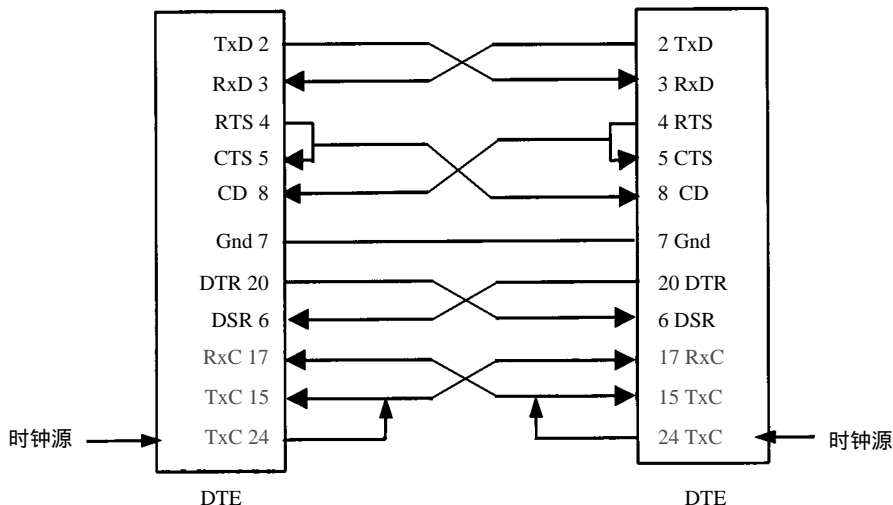 TxD 2
2 TxD
RxD 3
3 RxD
RTS 4
4 RTS
CTS 5
5 CTS
CD 8
8 CD
Gnd 7
7 Gnd
DTR 20
20 DTR
DSR 6
6 DSR
RxC 17
17 RxC
TxC 15
15 TxC
时钟源
TxC 24
24 TxC
时钟源
DTE
DTE